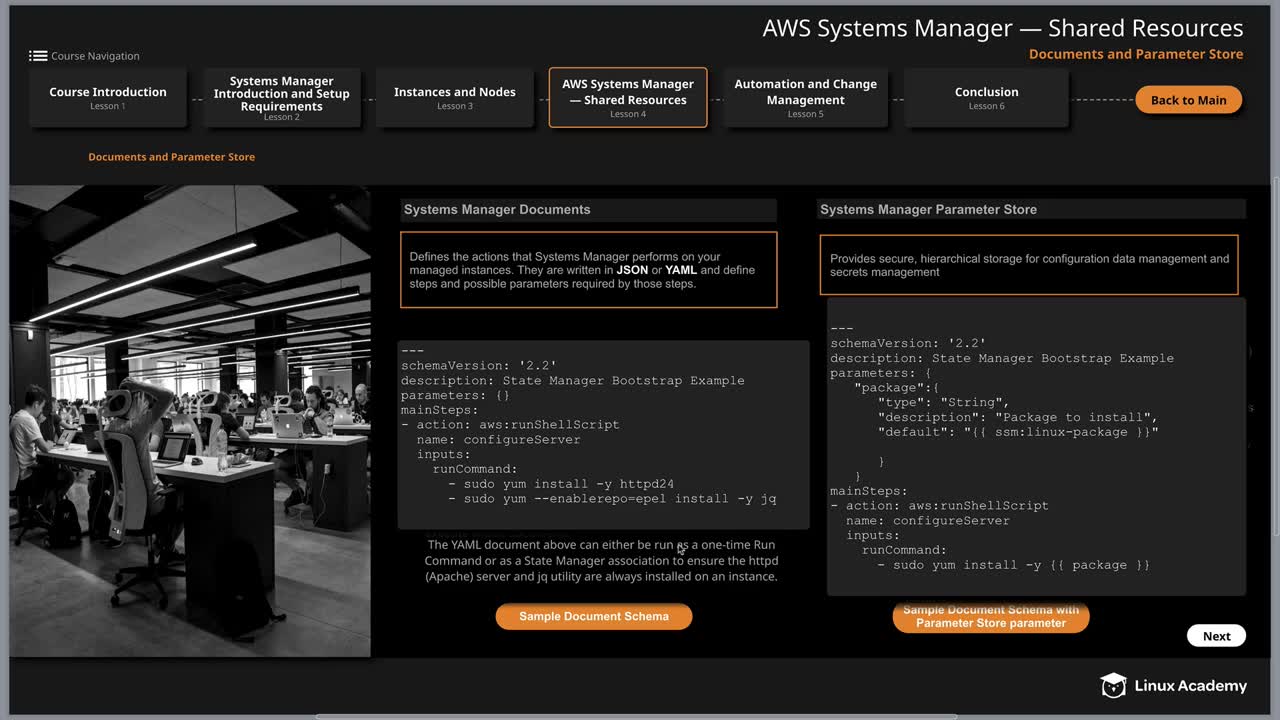 AWS Systems Manager — Shared Resources
Documents and Parameter Store
Course Navigation
Course Introduction
Lesson 1
Systems Manager
Introduction and Setup
Requirements
Lesson 2
Instances and Nodes
Lesson 3
AWS Systems Manager
— Shared Resources
Lesson 4
Automation and Change
Management
Lesson 5
Conclusion
Lesson 6
Back to Main
Documents and Parameter Store
Systems Manager Documents
Defines the actions that Systems Manager performs on your
managed instances. They are written in JSON or YAML and define
steps and possible parameters required by those steps.
---
schemaVersion: '2.2'
description: State Manager Bootstrap Example
parameters: {}
mainSteps:
- action: aws:runShellScript
  name: configureServer
  inputs:
    runCommand:
      - sudo yum install -y httpd24
      - sudo yum --enablerepo=epel install -y jq
The YAML document above can either be run as a one-time Run
Command or as a State Manager association to ensure the httpd
(Apache) server and jq utility are always installed on an instance.
Sample Document Schema
Systems Manager Parameter Store
Provides secure, hierarchical storage for configuration data management and
secrets management
---
schemaVersion: '2.2'
description: State Manager Bootstrap Example
parameters: {
   "package":{
      "type": "String",
      "description": "Package to install",
      "default": "{{ ssm:linux-package }}"
      }
   }
mainSteps:
- action: aws:runShellScript
  name: configureServer
  inputs:
    runCommand:
      - sudo yum install -y {{ package }}
Sample Document Schema with
Parameter Store parameter
Next
Linux Academy